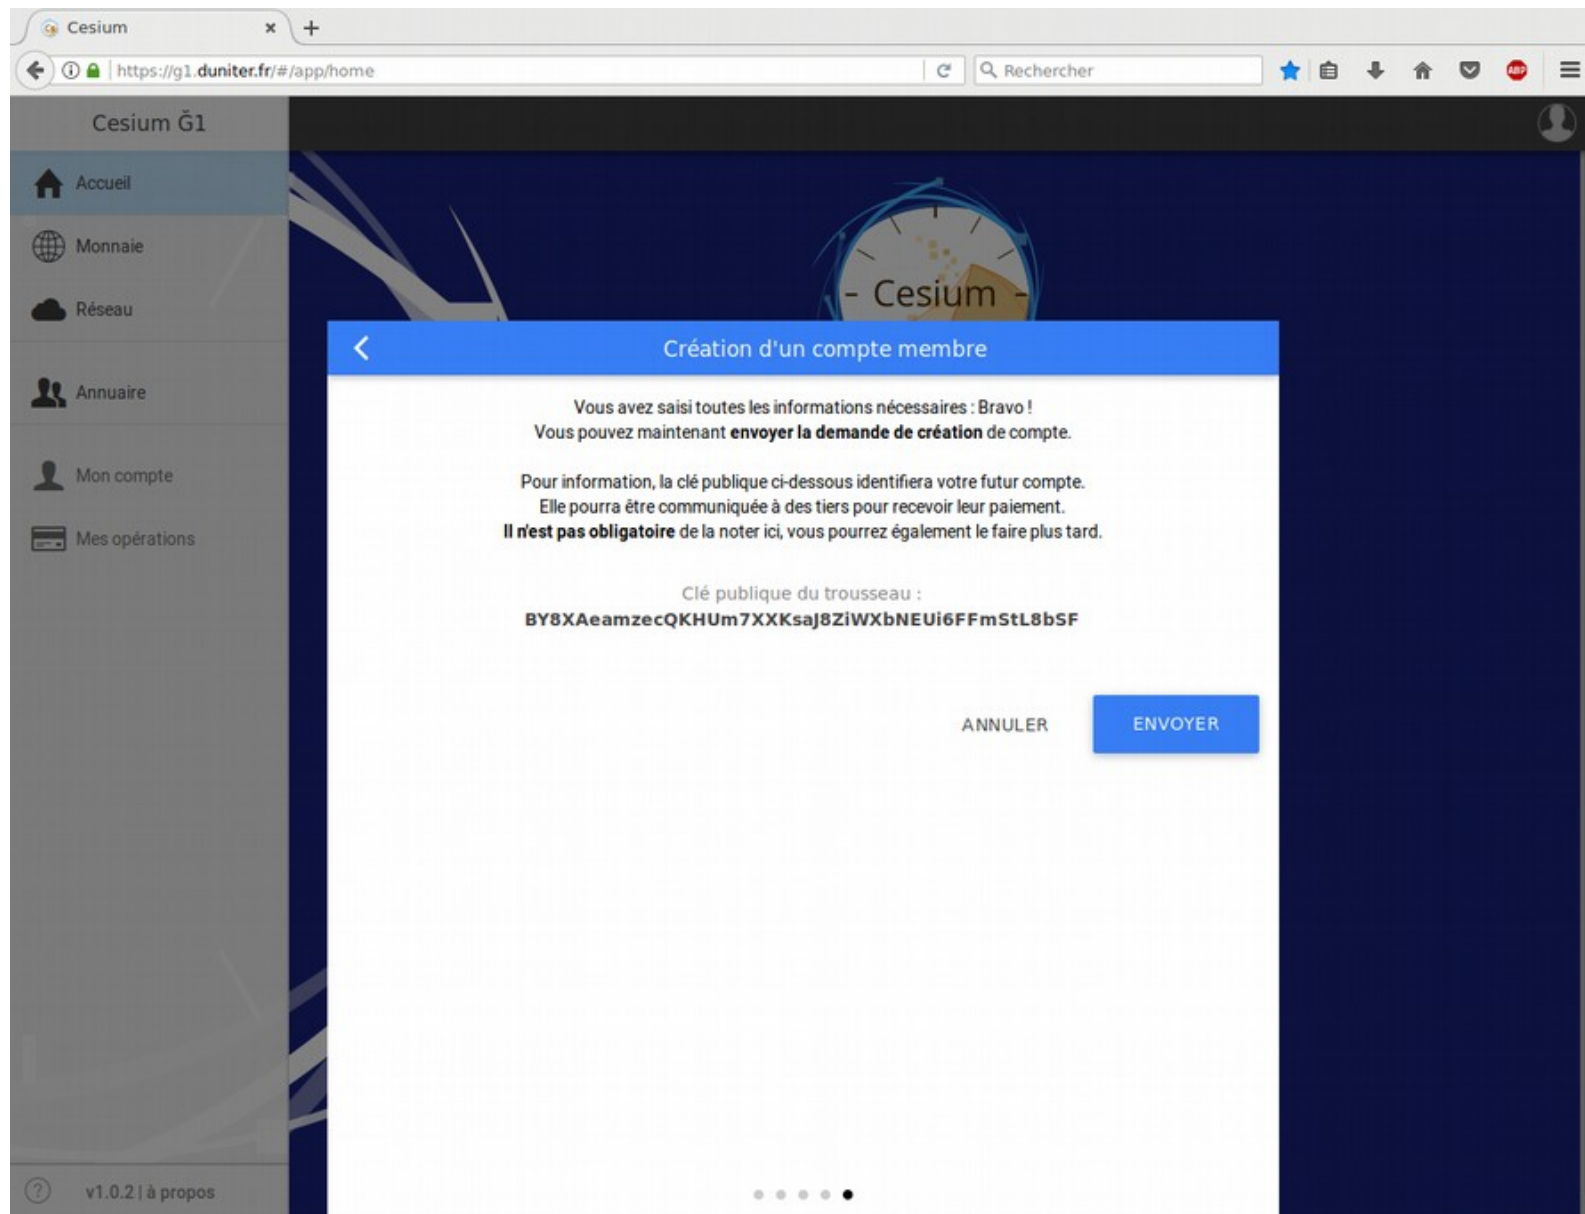 Cesium
https://g1.duniter.fr/#/app/home
Rechercher
ABP
Cesium Ğ1
Accueil
Monnaie
Réseau
Annuaire
Mon compte
Mes opérations
- Cesium -
Création d'un compte membre
Vous avez saisi toutes les informations nécessaires : Bravo !
Vous pouvez maintenant envoyer la demande de création de compte.
Pour information, la clé publique ci-dessous identifiera votre futur compte.
Elle pourra être communiquée à des tiers pour recevoir leur paiement.
Il n'est pas obligatoire de la noter ici, vous pourrez également le faire plus tard.
Clé publique du trousseau :
BY8XAeamzecQKHUm7XXKsaJ8ZiWXbNEUi6FFmStL8bSF
ANNULER
ENVOYER
v1.0.2 | à propos